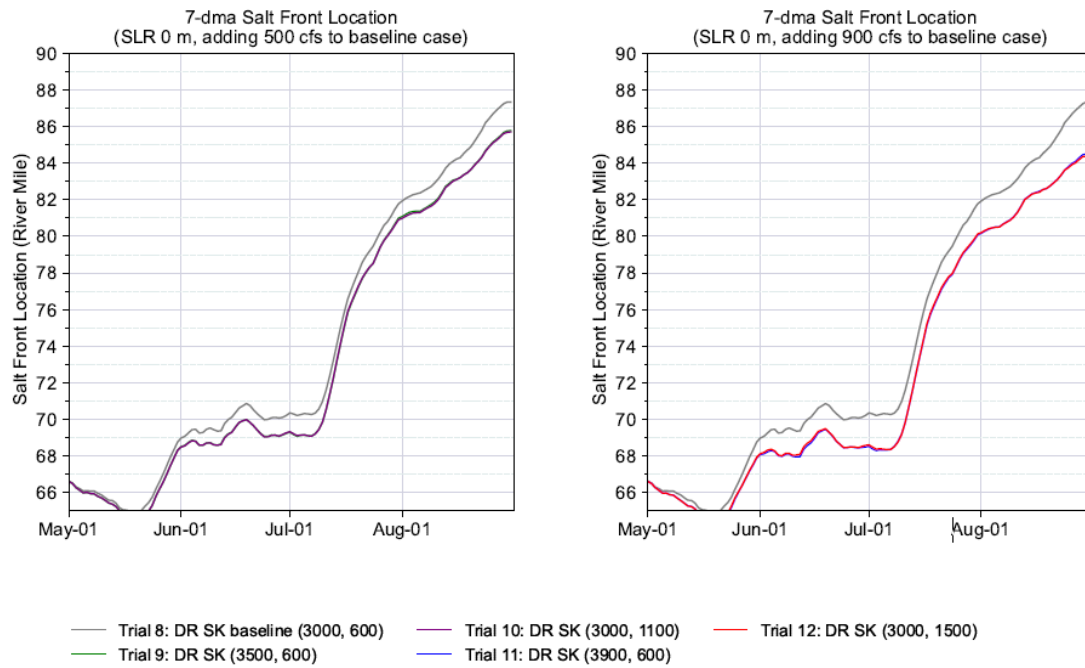 7-dma Salt Front Location
(SLR 0 m, adding 500 cfs to baseline case)
Salt Front Location (River Mile)
90
88
86
84
82
80
78
76
74
72
70
68
66
May-01
Jun-01
Jul-01
Aug-01
7-dma Salt Front Location
(SLR 0 m, adding 900 cfs to baseline case)
Salt Front Location (River Mile)
90
88
86
84
82
80
78
76
74
72
70
68
66
May-01
Jun-01
Jul-01
Aug-01
Trial 8: DR SK baseline (3000, 600)
Trial 9: DR SK (3500, 600)
Trial 10: DR SK (3000, 1100)
Trial 11: DR SK (3900, 600)
Trial 12: DR SK (3000, 1500)